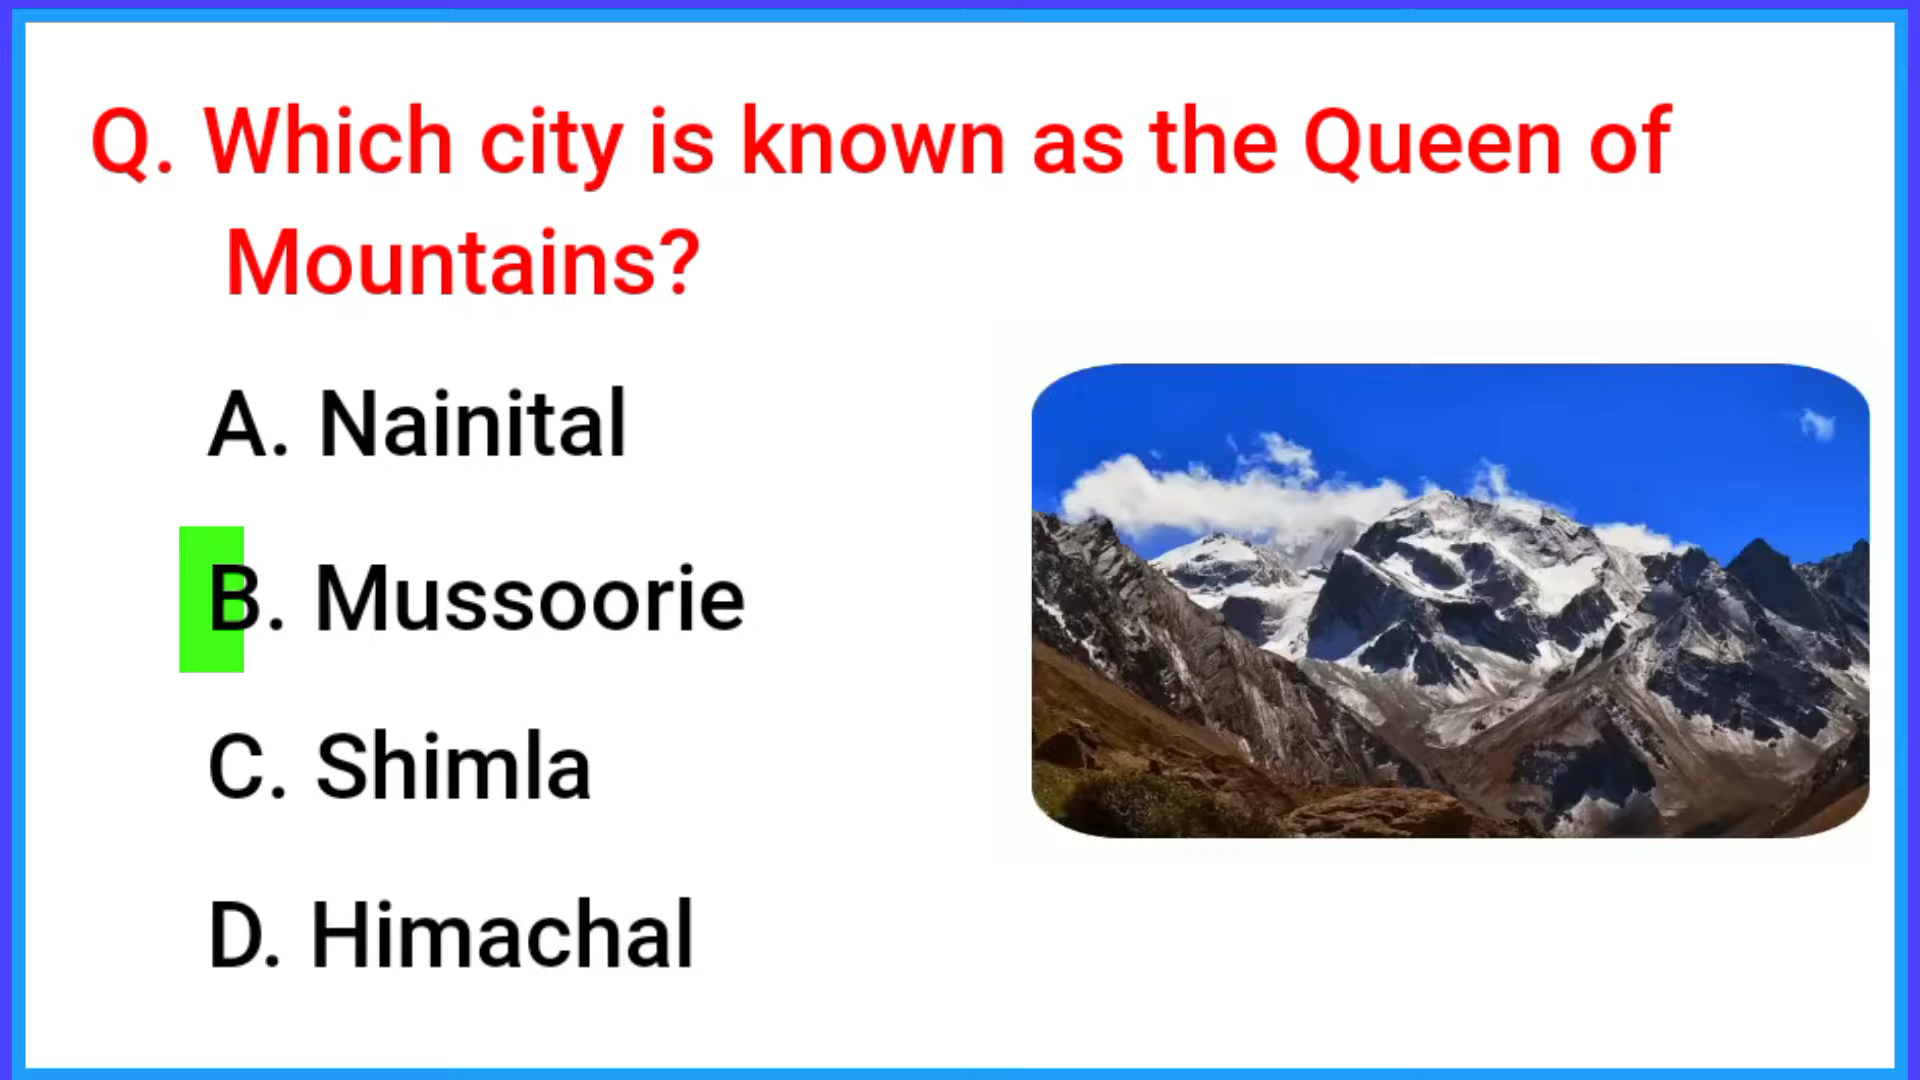 Q. Which city is known as the Queen of
Mountains?
A. Nainital
B. Mussoorie
C. Shimla
D. Himachal